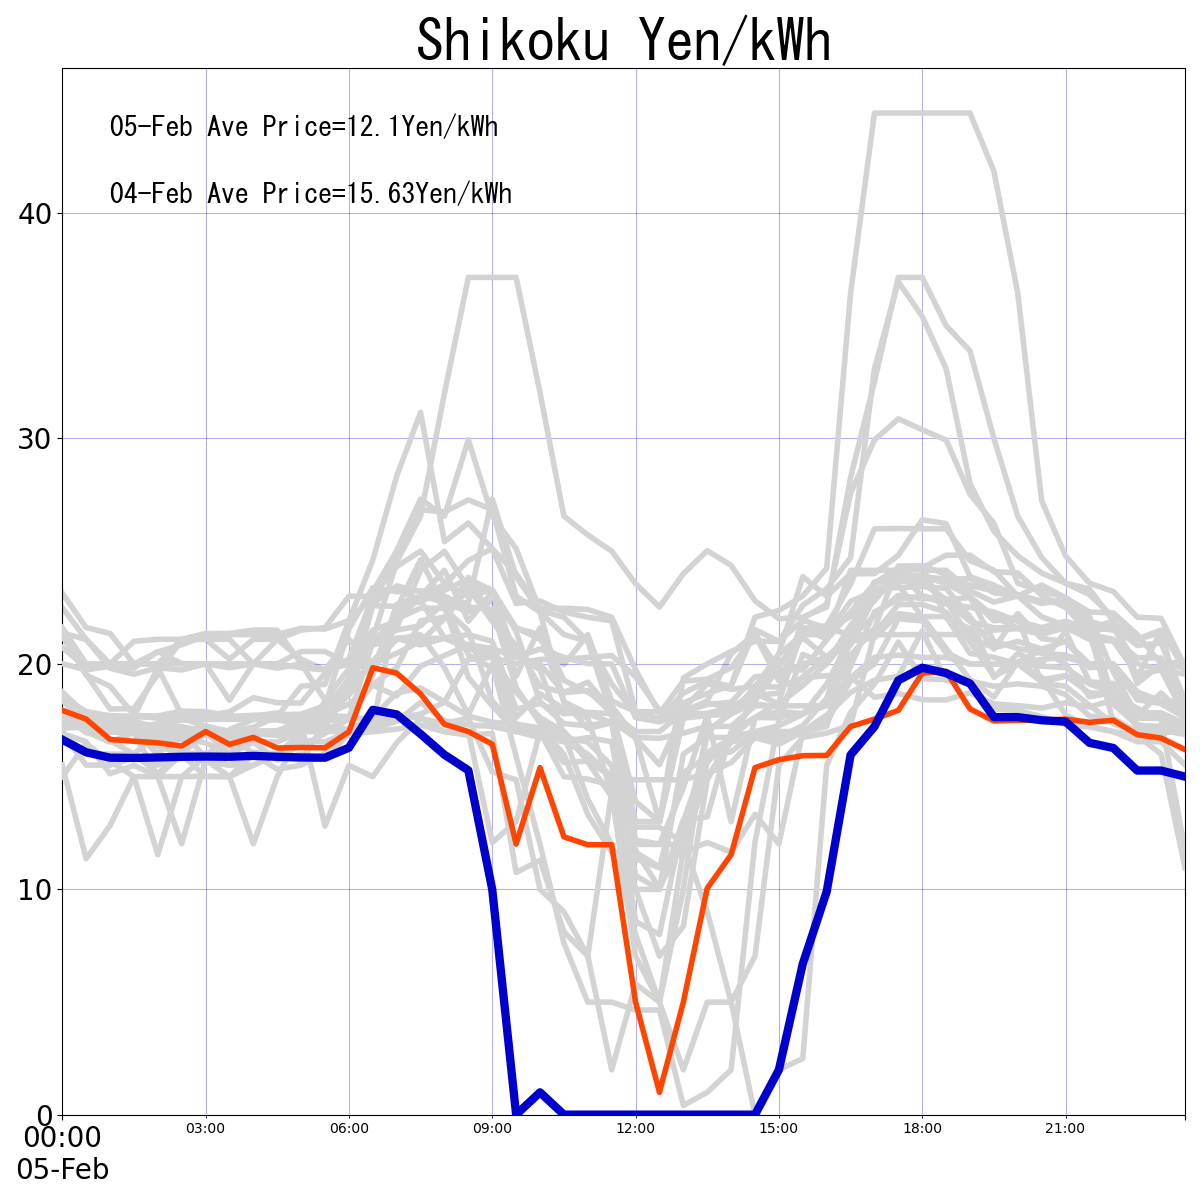 Shikoku Yen/kWh
05-Feb Ave Price=12.1Yen/kWh
04-Feb Ave Price=15.63Yen/kWh
40
30
20
10
0
00:00 03:00 06:00 09:00 12:00 15:00 18:00 21:00
05-Feb